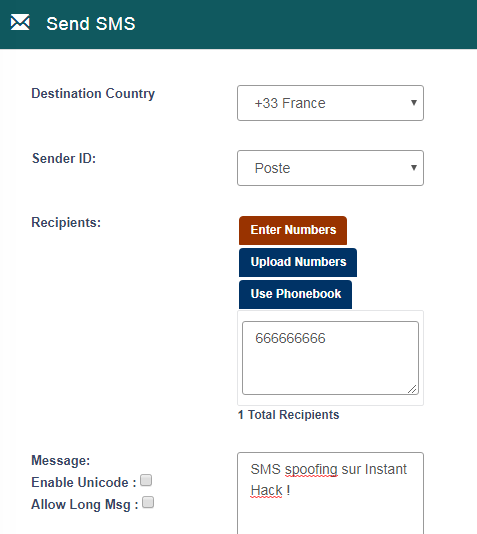 Send SMS
Destination Country
+33 France
Sender ID:
Poste
Recipients:
Enter Numbers
Upload Numbers
Use Phonebook
666666666
1 Total Recipients
Message:
Enable Unicode :
Allow Long Msg :
SMS spoofing sur Instant
Hack !